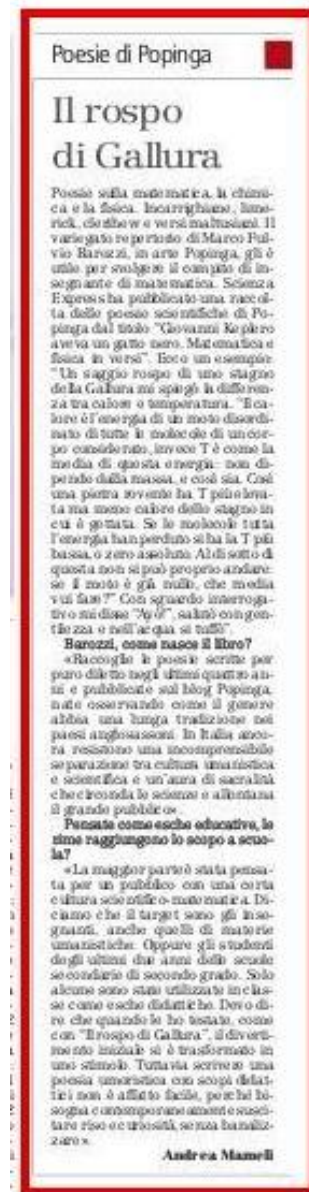 Poesie di Popinga
Il rospo
di Gallura
Poesie sulla matematica, la chimi-
ca e la fisica. Incarrighiane, lime-
rick, clerihew e versi maltusiani. Il
variegato repertorio di Marco Ful-
vio Barozzi, in arte Popinga, gli è
utile per svolgere il compito di in-
segnante di matematica. Scienza
Express ha pubblicato una raccol-
ta delle poesie scientifiche di Po-
pinga dal titolo "Giovanni Keplero
aveva un gatto nero. Matematica e
fisica in versi". Ecco un esempio:
"Un saggio rospo di uno stagno
della Gallura mi spiegò la differen-
za tra calore e temperatura. "Il ca-
lore è l'energia di un moto disordi-
nato di tutte le molecole di un cor-
po considerato, invece T è come la
media di questa energia: non di-
pende dalla massa, e così sia. Così
una pietra rovente ha T più eleva-
ta ma meno calore dello stagno in
cui è gettata. Se le molecole tutta
l'energia han perduto si ha la T più
bassa, o zero assoluto. Al di sotto di
questa non si può proprio andare:
se il moto è già nullo, che media
vui fare?" Con sguardo interroga-
tivo mi disse "Ayò!", salutò con gen-
tilezza e nell'acqua si tuffò".
Barozzi, come nasce il libro?
«Raccoglie le poesie scritte per
puro diletto negli ultimi quattro an-
ni e pubblicate sul blog Popinga,
nate osservando come il genere
abbia una lunga tradizione nei
paesi anglosassoni. In Italia anco-
ra resistono una incomprensibile
separazione tra cultura umanistica
e scientifica e un'aura di sacralità
che circonda le scienze e allontana
il grande pubblico».
Pensate come esche educative, le
rime raggiungono lo scopo a scuo-
la?
«La maggior parte è stata pensa-
ta per un pubblico con una certa
cultura scientifico-matematica. Di-
ciamo che il target sono gli inse-
gnanti, anche quelli di materie
umanistiche. Oppure gli studenti
degli ultimi due anni delle scuole
secondarie di secondo grado. Solo
alcune sono state utilizzate in clas-
se come esche didattiche. Devo di-
re che quando le ho testate, come
con "Il rospo di Gallura", il diverti-
mento iniziale si è trasformato in
uno stimolo. Tuttavia scrivere una
poesia umoristica con scopi didat-
tici non è affatto facile, perché bi-
sogna contemporaneamente susci-
tare riso e curiosità, senza banaliz-
zare».
Andrea Mameli